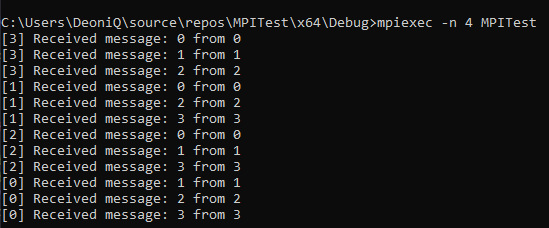 C:\Users\DeoniQ\source\repos\MPITest\x64\Debug>mpiexec -n 4 MPITest
[3] Received message: 0 from 0
[3] Received message: 1 from 1
[3] Received message: 2 from 2
[1] Received message: 0 from 0
[1] Received message: 2 from 2
[1] Received message: 3 from 3
[2] Received message: 0 from 0
[2] Received message: 1 from 1
[2] Received message: 3 from 3
[0] Received message: 1 from 1
[0] Received message: 2 from 2
[0] Received message: 3 from 3